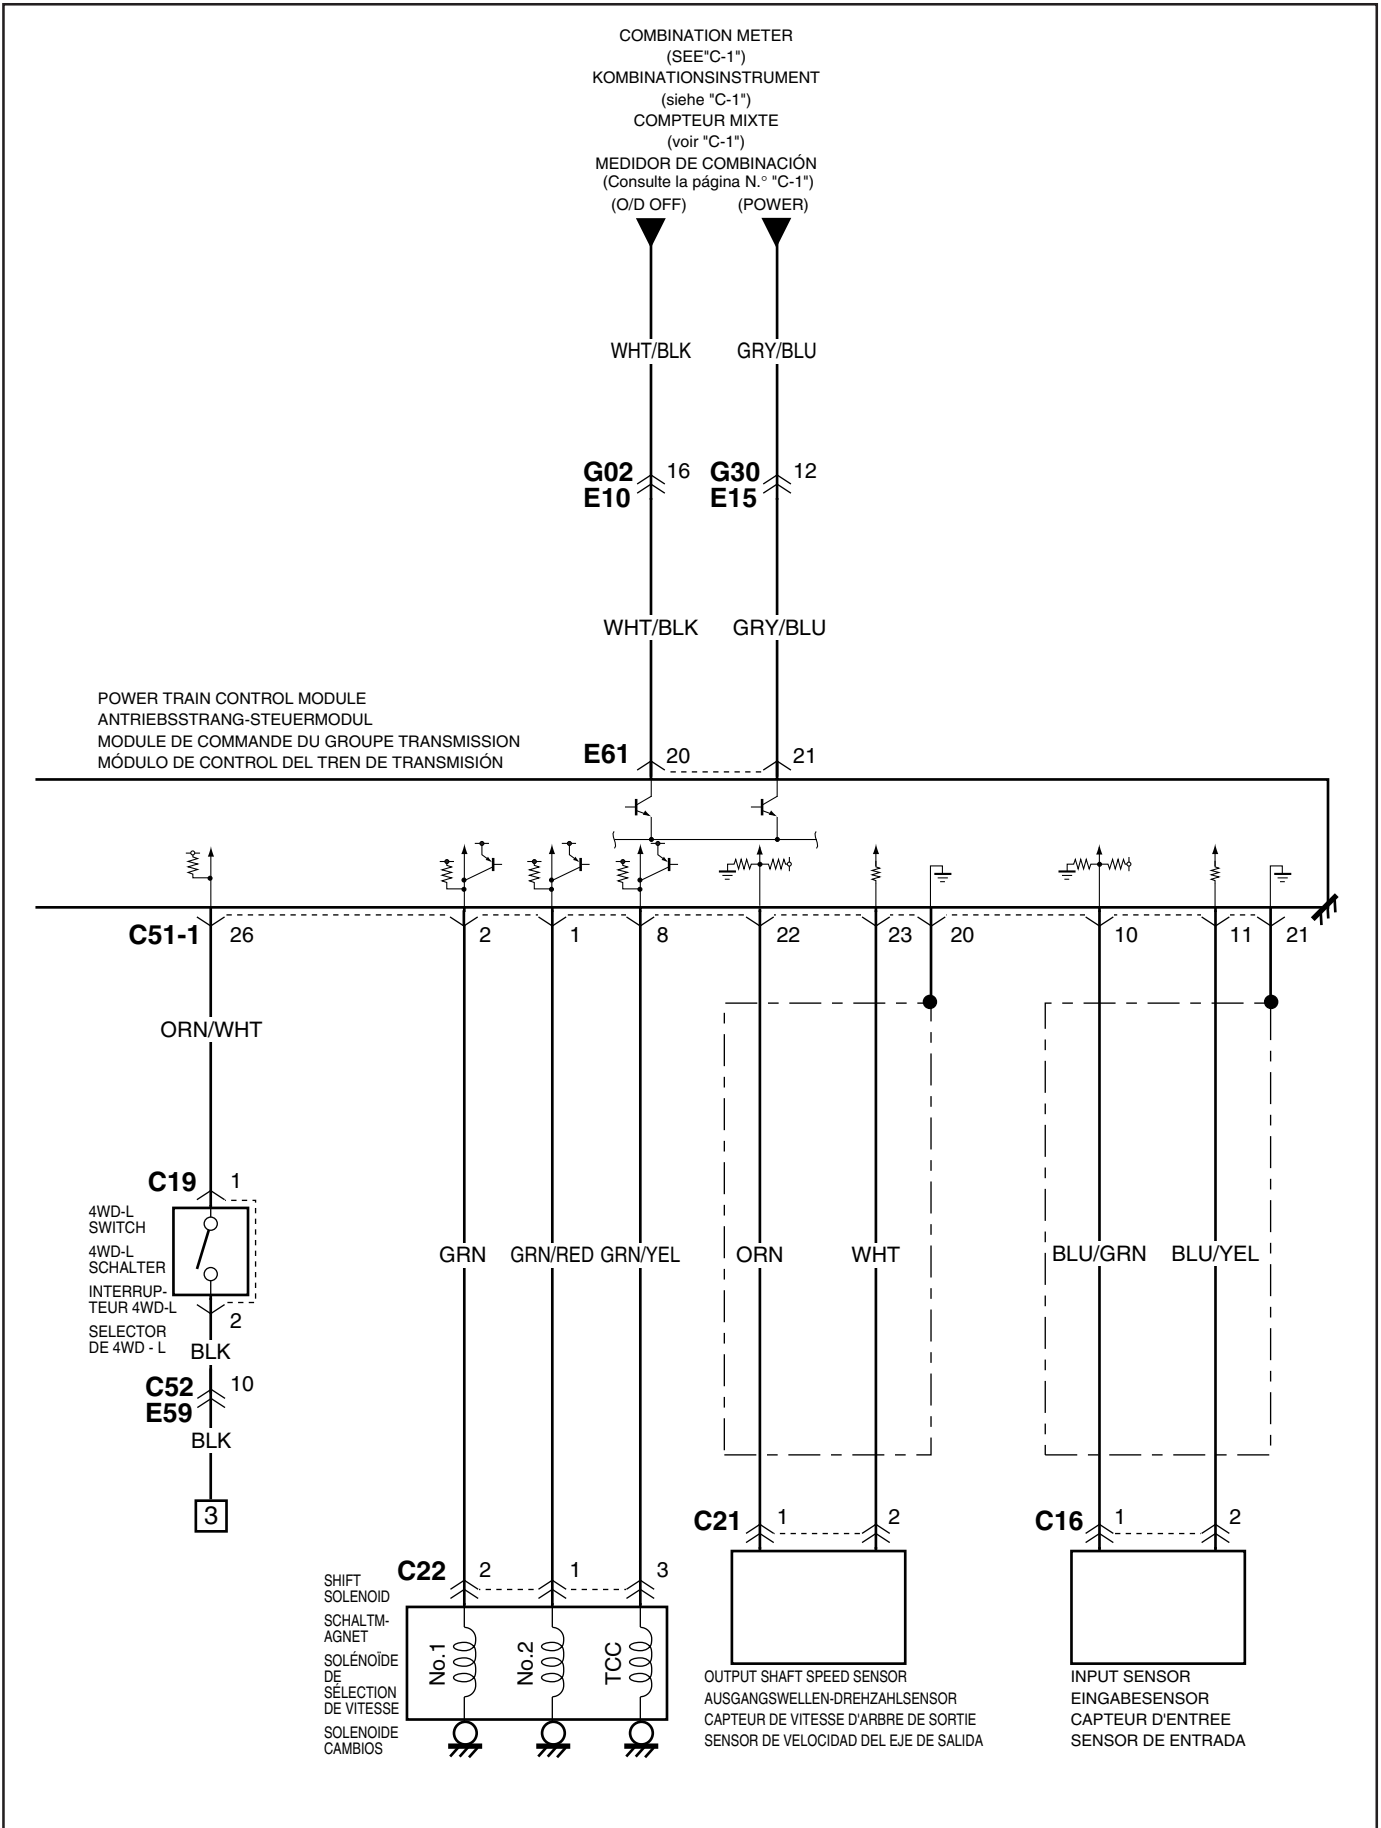 COMBINATION METER
(SEE"C-1")
KOMBINATIONSINSTRUMENT
(siehe "C-1")
COMPTEUR MIXTE
(voir "C-1")
MEDIDOR DE COMBINACIÓN
(Consulte la página N.° "C-1")
(O/D OFF) (POWER)
WHT/BLK GRY/BLU
G02 16 G30 12
E10 E15
WHT/BLK GRY/BLU
POWER TRAIN CONTROL MODULE
ANTRIEBSSTRANG-STEUERMODUL
MODULE DE COMMANDE DU GROUPE TRANSMISSION
MÓDULO DE CONTROL DEL TREN DE TRANSMISIÓN
E61 20 21
C51-1 26 2 1 8 22 23 20 10 11 21
ORN/WHT
C19 1
4WD-L
SWITCH
4WD-L
SCHALTER
INTERRUP-
TEUR 4WD-L
SELECTOR
DE 4WD - L
2
BLK
C52 10
E59
BLK
3
GRN GRN/RED GRN/YEL ORN WHT BLU/GRN BLU/YEL
C22 2 1 3
SHIFT
SOLENOID
SCHALTM-
AGNET
SOLÉNOÏDE
DE
SÉLECTION
DE VITESSE
SOLENOIDE
CAMBIOS
No.1 No.2 TCC
C21 1 2
OUTPUT SHAFT SPEED SENSOR
AUSGANGSWELLEN-DREHZAHLSENSOR
CAPTEUR DE VITESSE D'ARBRE DE SORTIE
SENSOR DE VELOCIDAD DEL EJE DE SALIDA
C16 1 2
INPUT SENSOR
EINGABESENSOR
CAPTEUR D'ENTREE
SENSOR DE ENTRADA